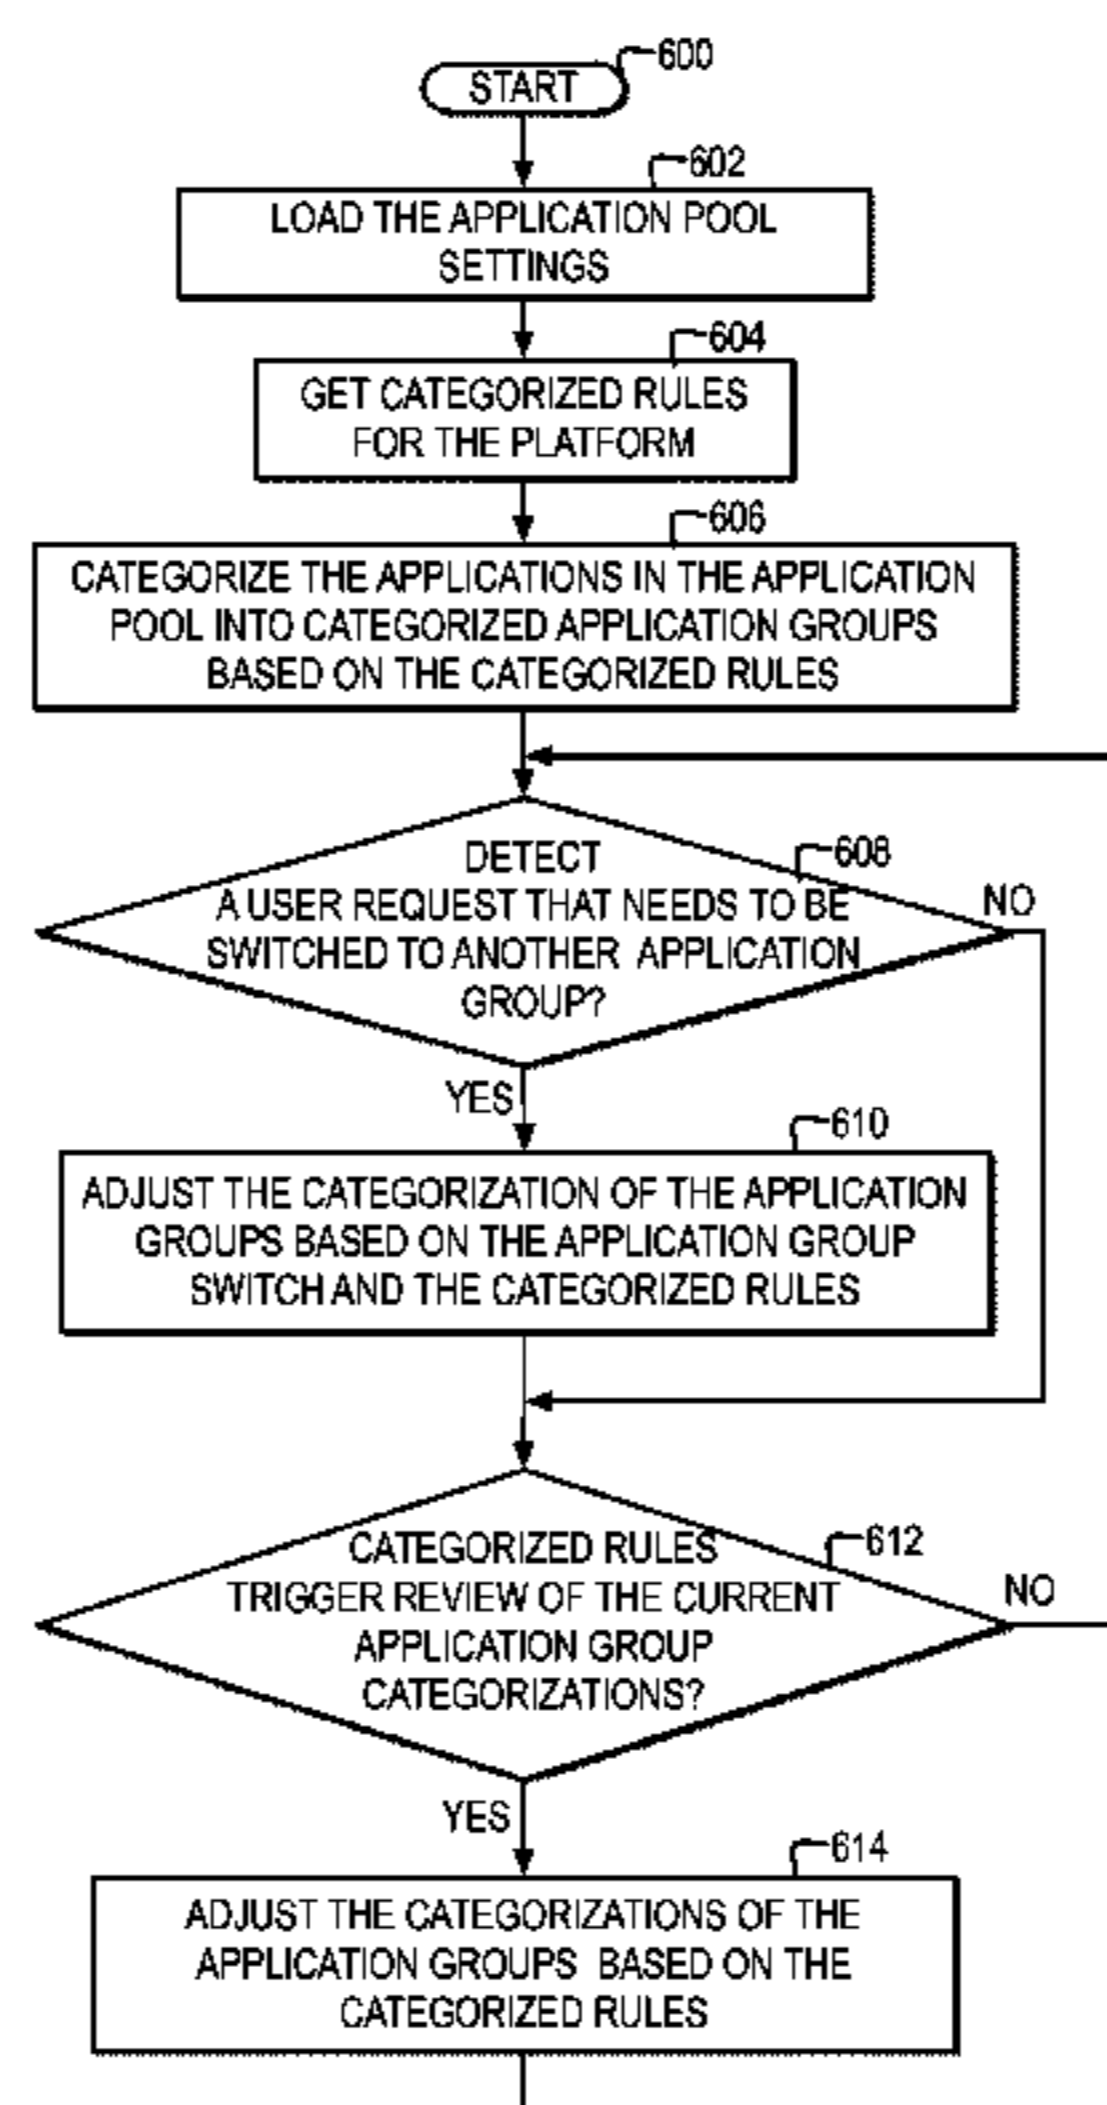 START
600
602
LOAD THE APPLICATION POOL
SETTINGS
604
GET CATEGORIZED RULES
FOR THE PLATFORM
606
CATEGORIZE THE APPLICATIONS IN THE APPLICATION
POOL INTO CATEGORIZED APPLICATION GROUPS
BASED ON THE CATEGORIZED RULES
608
DETECT
A USER REQUEST THAT NEEDS TO BE
SWITCHED TO ANOTHER APPLICATION
GROUP?
NO
YES
610
ADJUST THE CATEGORIZATION OF THE APPLICATION
GROUPS BASED ON THE APPLICATION GROUP
SWITCH AND THE CATEGORIZED RULES
612
CATEGORIZED RULES
TRIGGER REVIEW OF THE CURRENT
APPLICATION GROUP
CATEGORIZATIONS?
NO
YES
614
ADJUST THE CATEGORIZATIONS OF THE
APPLICATION GROUPS BASED ON THE
CATEGORIZED RULES